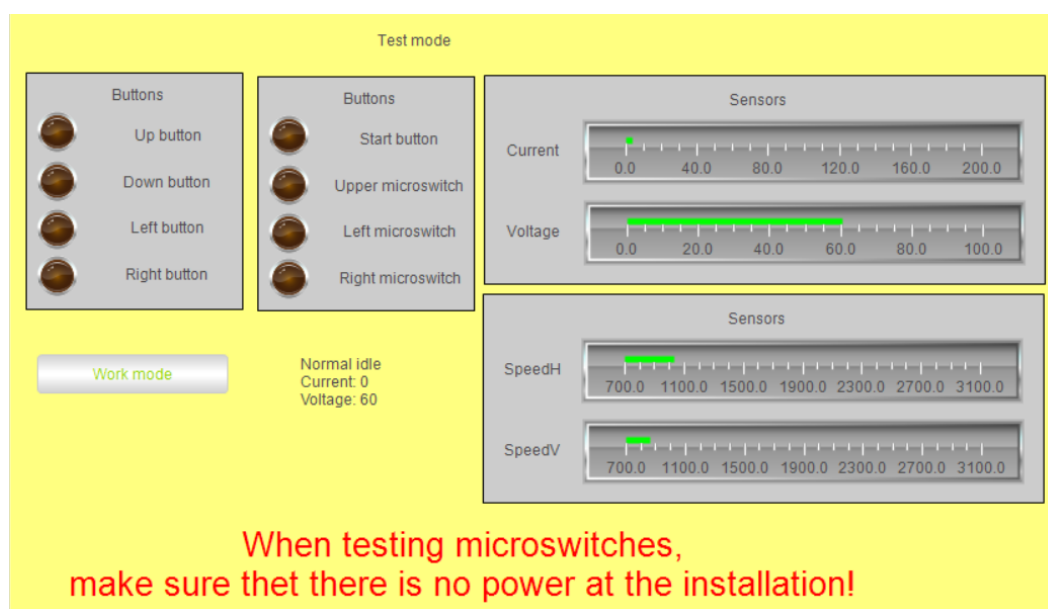 Test mode
Buttons
Up button
Down button
Left button
Right button
Buttons
Start button
Upper microswitch
Left microswitch
Right microswitch
Sensors
Current
0.0 40.0 80.0 120.0 160.0 200.0
Voltage
0.0 20.0 40.0 60.0 80.0 100.0
Sensors
SpeedH
700.0 1100.0 1500.0 1900.0 2300.0 2700.0 3100.0
SpeedV
700.0 1100.0 1500.0 1900.0 2300.0 2700.0 3100.0
Work mode
Normal idle
Current: 0
Voltage: 60
When testing microswitches,
make sure thet there is no power at the installation!